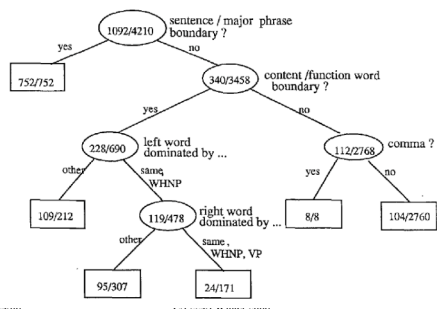 sentence / major phrase
boundary ?
1092/4210
yes
no
752/752
340/3458
content /function word
boundary ?
yes
no
228/690
left word
dominated by ...
112/2768
comma ?
other
same,
WHNP
yes
no
109/212
119/478
right word
dominated by ...
8/8
104/2760
other
same ,
WHNP, VP
95/307
24/171